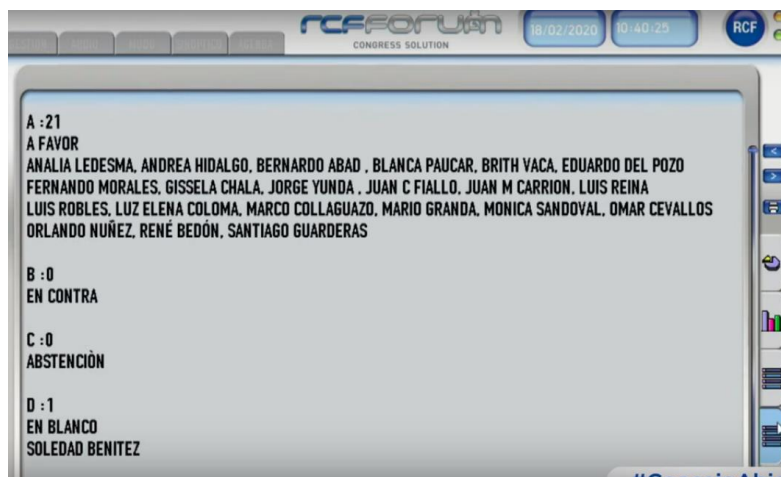 RCF FORUM
CONGRESS SOLUTION
18/02/2020
10:40:25
RCF
A :21
A FAVOR
ANALIA LEDESMA, ANDREA HIDALGO, BERNARDO ABAD , BLANCA PAUCAR, BRITH VACA, EDUARDO DEL POZO
FERNANDO MORALES, GISSELA CHALA, JORGE YUNDA , JUAN C FIALLO, JUAN M CARRION, LUIS REINA
LUIS ROBLES, LUZ ELENA COLOMA, MARCO COLLAGUAZO, MARIO GRANDA, MONICA SANDOVAL, OMAR CEVALLOS
ORLANDO NUÑEZ, RENÉ BEDÓN, SANTIAGO GUARDERAS
B :0
EN CONTRA
C :0
ABSTENCIÒN
D :1
EN BLANCO
SOLEDAD BENITEZ